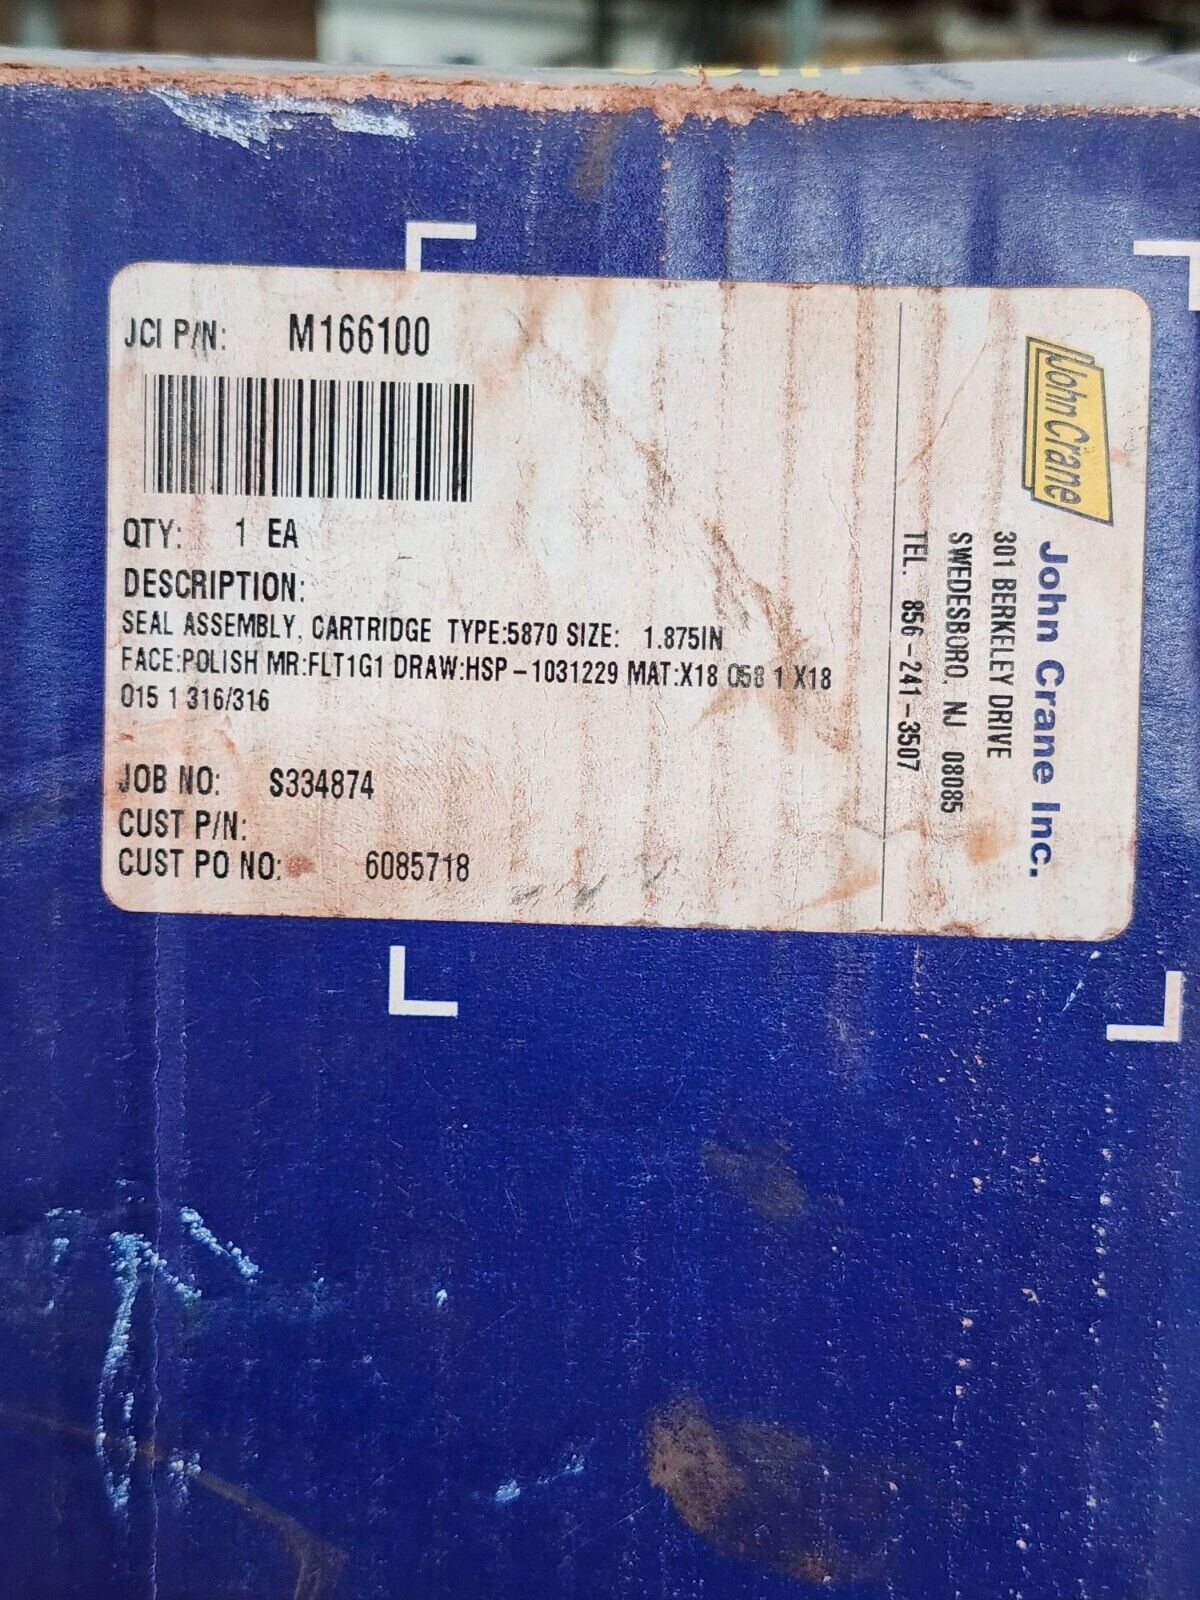 JCI P/N: M166100
QTY: 1 EA
DESCRIPTION:
SEAL ASSEMBLY, CARTRIDGE TYPE:5870 SIZE: 1.875IN
FACE:POLISH MR:FLT1G1 DRAW:HSP-1031229 MAT:X18 058 1 X18
015 1 316/316
JOB NO: S334874
CUST P/N:
CUST PO NO: 6085718
John Crane
John Crane Inc.
301 BERKELEY DRIVE
SWEDESBORO, NJ 08085
TEL. 856-241-3507